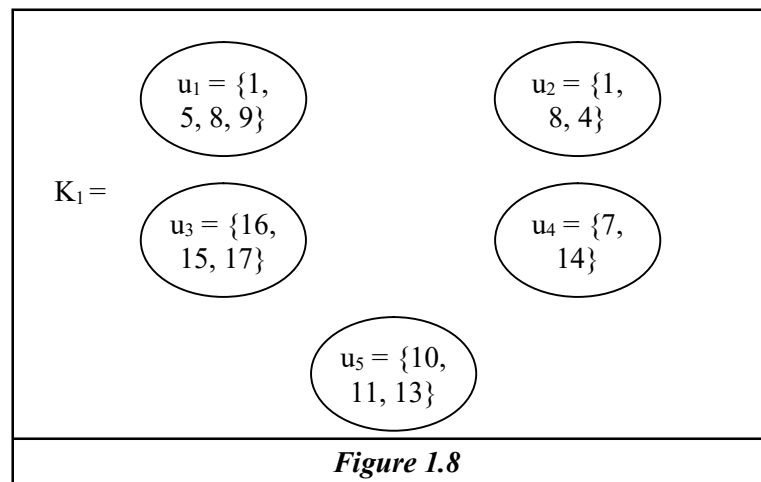 u₁ = {1,
5, 8, 9}
u₂ = {1,
8, 4}
K₁ =
u₃ = {16,
15, 17}
u₄ = {7,
14}
u₅ = {10,
11, 13}
Figure 1.8